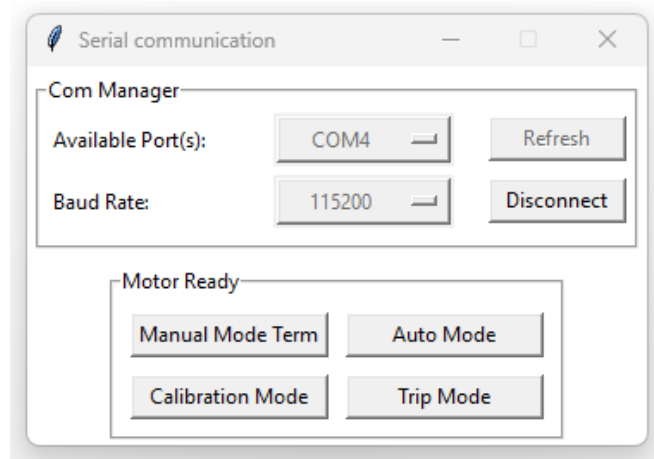 Serial communication
Com Manager
Available Port(s): COM4 Refresh
Baud Rate: 115200 Disconnect
Motor Ready
Manual Mode Term Auto Mode
Calibration Mode Trip Mode